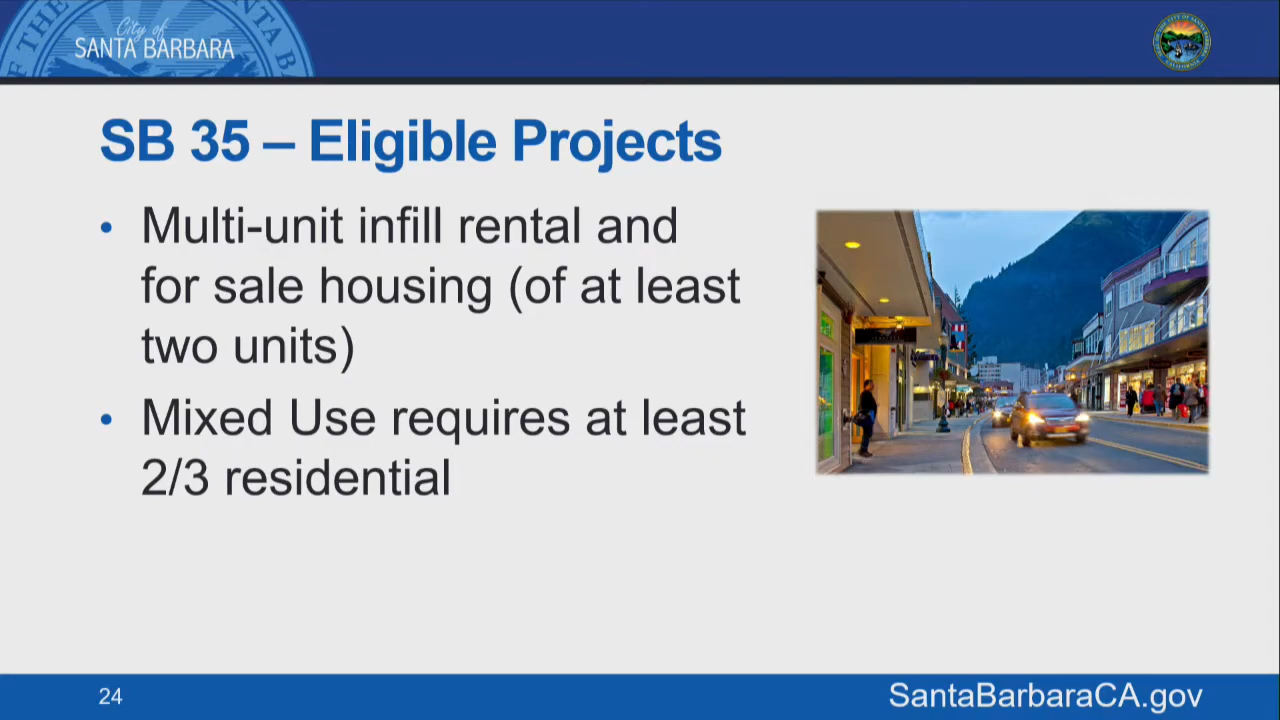 City of
SANTA BARBARA
SB 35 – Eligible Projects
• Multi-unit infill rental and
for sale housing (of at least
two units)
• Mixed Use requires at least
2/3 residential
24
SantaBarbaraCA.gov